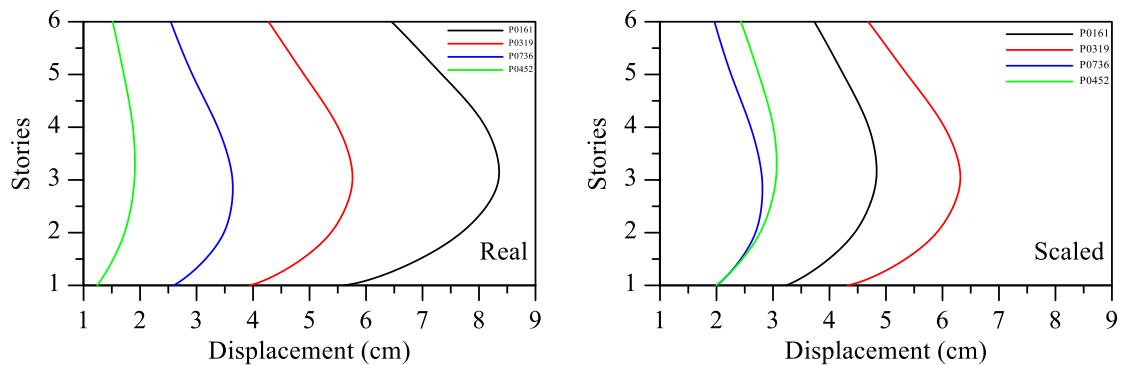 6
5
4
3
2
1
Stories
P0161
P0319
P0736
P0452
Real
1 2 3 4 5 6 7 8 9
Displacement (cm)
6
5
4
3
2
1
Stories
P0161
P0319
P0736
P0452
Scaled
1 2 3 4 5 6 7 8 9
Displacement (cm)